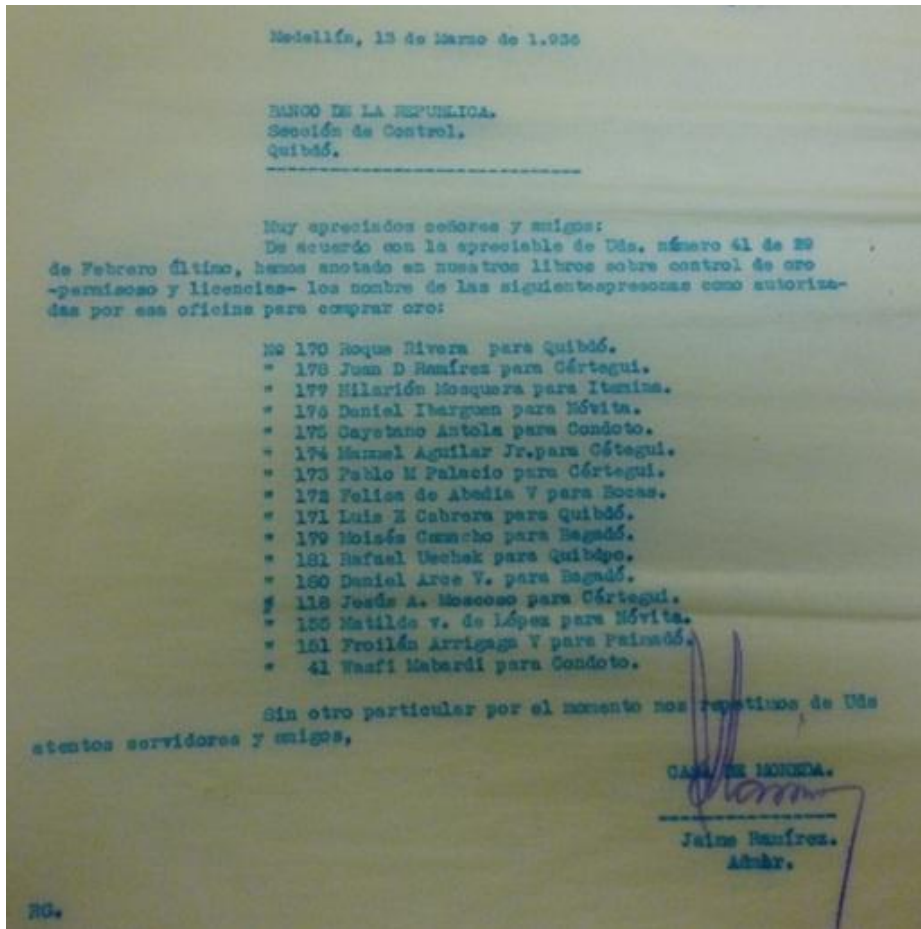 Medellín, 13 de Marzo de 1.936
BANCO DE LA REPUBLICA.
Sección de Control.
Quibdó.
------------------------------
Muy apreciados señores y amigos:
De acuerdo con la apreciable de Uds. número 41 de 29
de Febrero último, hemos anotado en nuestros libros sobre control de oro
-permisoso y licencias- los nombre de las siguientespresonas como autoriza-
das por esa oficina para comprar oro:
Nº 170 Roque Rivera para Quibdó.
" 178 Juan D Ramírez para Cértegui.
" 177 Hilarión Mosquera para Itsmina.
" 176 Daniel Ibarguen para Nóvita.
" 175 Cayetano Antola para Condoto.
" 174 Manuel Aguilar Jr.para Cétegui.
" 173 Pablo M Palacio para Cértegui.
" 172 Felisa de Abadia V para Bocas.
" 171 Luis E Cabrera para Quibdó.
" 179 Moisés Camacho para Bagadó.
" 181 Rafael para Quibdpo.
" 180 Daniel Arce V. para Bagadó.
" 118 Jesús A. Moscoso para Cértegui.
" 155 Matilde v. de López para Nóvita.
" 151 Froilán Arrigaga V para Paimadó.
" 41 Wasfi Mabardi para Condoto.
Sin otro particular por el momento nos repetimos de Uds
atentos servidores y amigos,
CASA DE MONEDA.
----------------
Jaime Ramírez.
Admor.
RG.